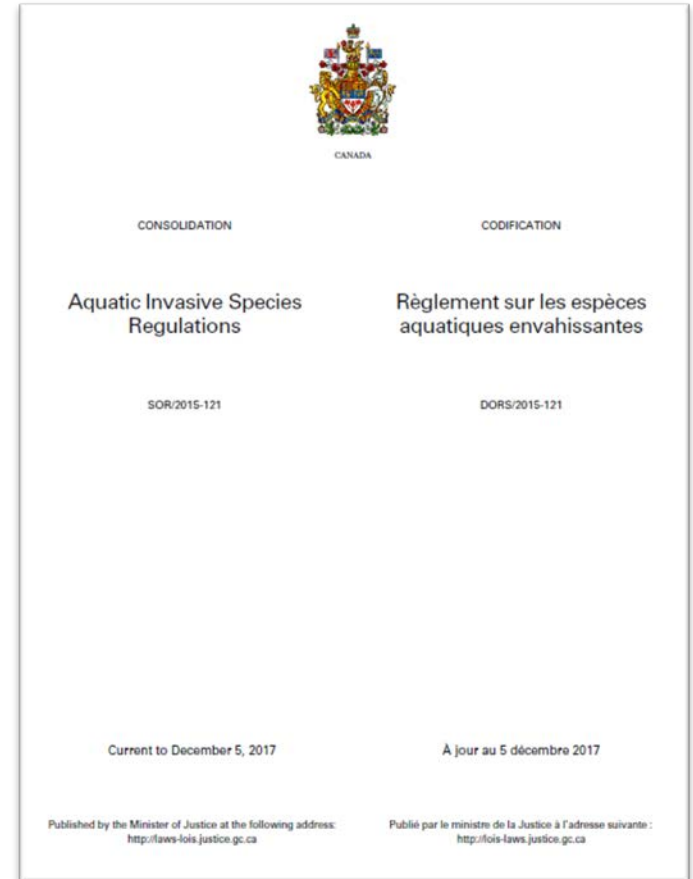 CANADA
CONSOLIDATION
Aquatic Invasive Species
Regulations
SOR/2015-121
Current to December 5, 2017
Published by the Minister of Justice at the following address:
http://laws-lois.justice.gc.ca
CODIFICATION
Règlement sur les espèces
aquatiques envahissantes
DORS/2015-121
À jour au 5 décembre 2017
Publié par le ministre de la Justice à l'adresse suivante :
http://lois-laws.justice.gc.ca